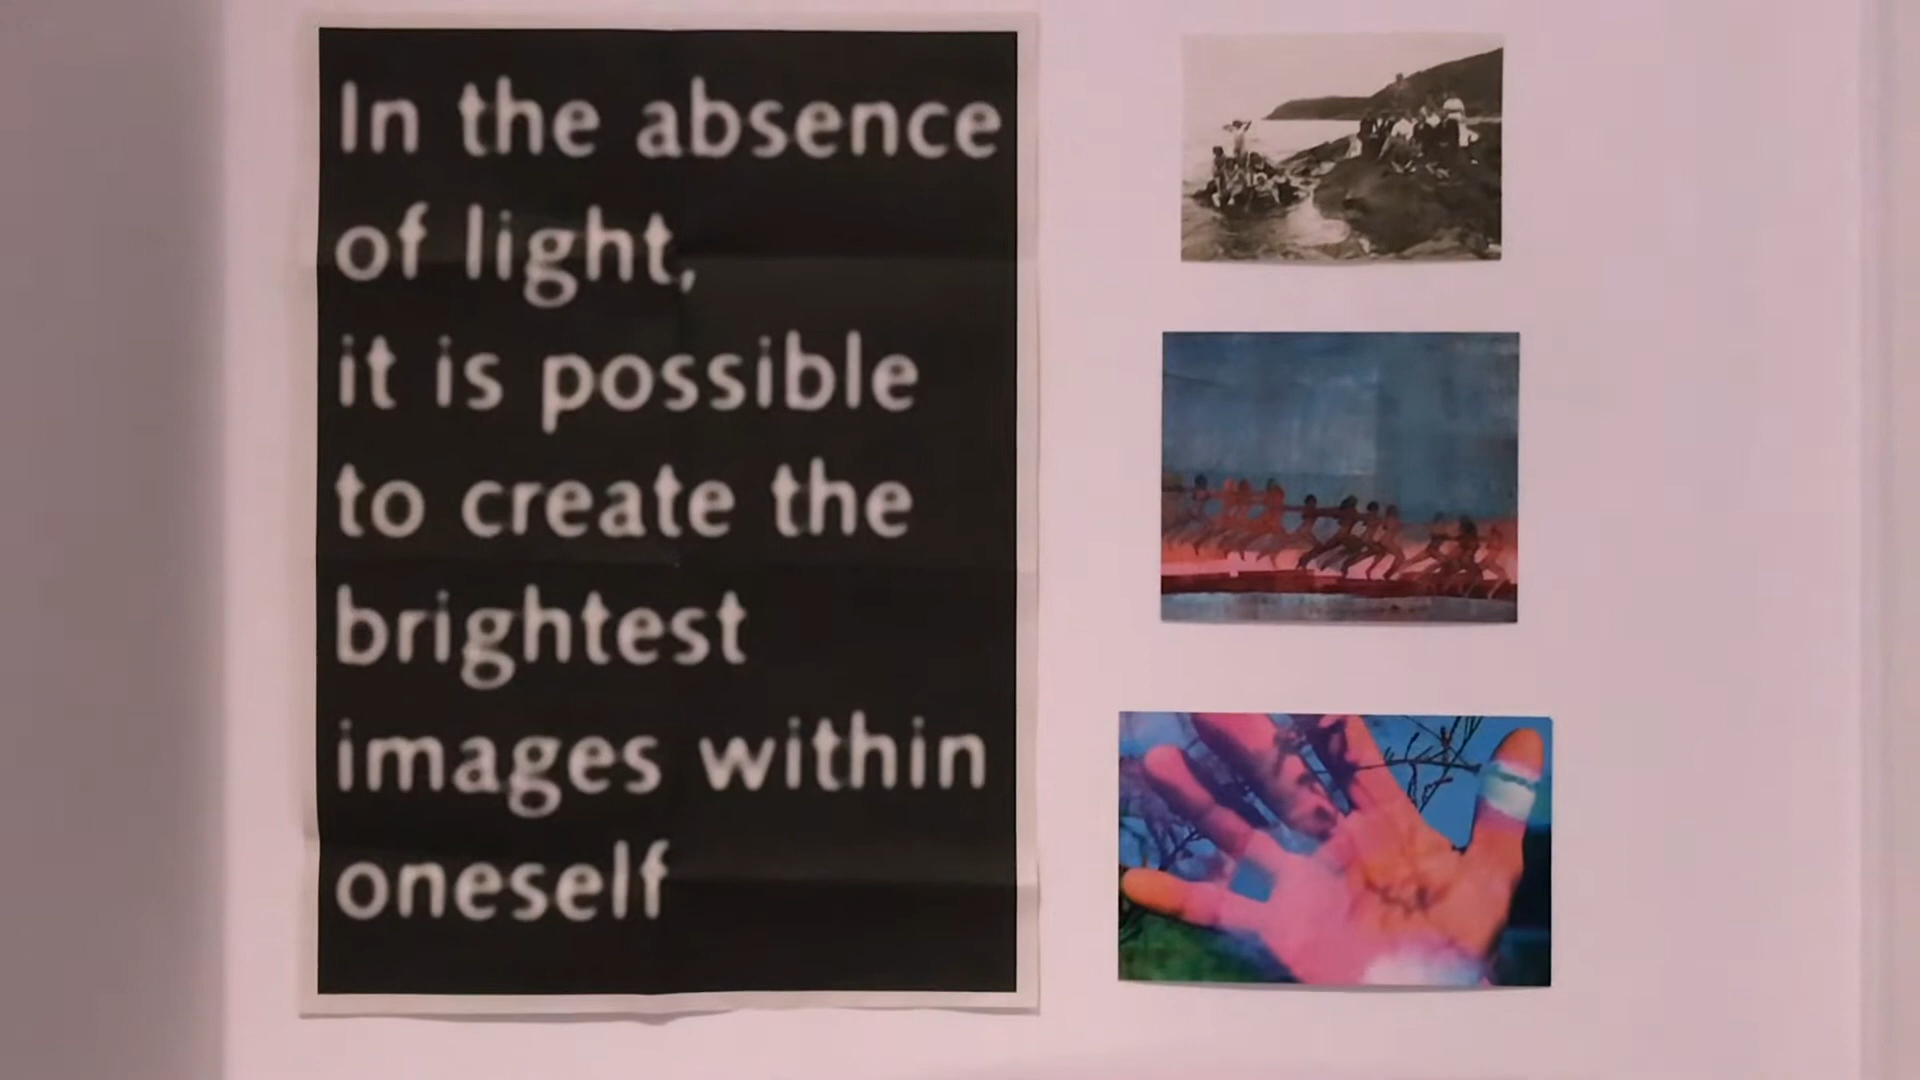 In the absence
of light,
it is possible
to create the
brightest
images within
oneself